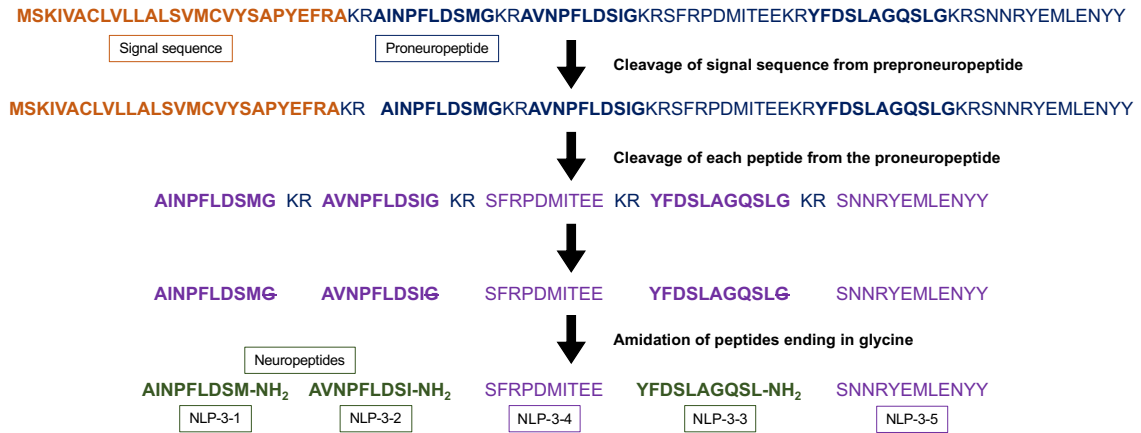 MSKIVACLVLLALSVMCVYSAPYEFRAKRAINPFLDSMGKRAVNPFLDSIGKRSFRPDMITEEKRYFDSLAGQSLGKRSNNRYEMLENYY
Signal sequence Proneuropeptide
Cleavage of signal sequence from preproneuropeptide
MSKIVACLVLLALSVMCVYSAPYEFRAKR AINPFLDSMGKRAVNPFLDSIGKRSFRPDMITEEKRYFDSLAGQSLGKRSNNRYEMLENYY
Cleavage of each peptide from the proneuropeptide
AINPFLDSMG KR AVNPFLDSIG KR SFRPDMITEE KR YFDSLAGQSLG KR SNNRYEMLENYY
AINPFLDSMG AVNPFLDSIG SFRPDMITEE YFDSLAGQSLG SNNRYEMLENYY
Amidation of peptides ending in glycine
Neuropeptides
AINPFLDSM-NH₂ AVNPFLDSI-NH₂ SFRPDMITEE YFDSLAGQSL-NH₂ SNNRYEMLENYY
NLP-3-1 NLP-3-2 NLP-3-4 NLP-3-3 NLP-3-5